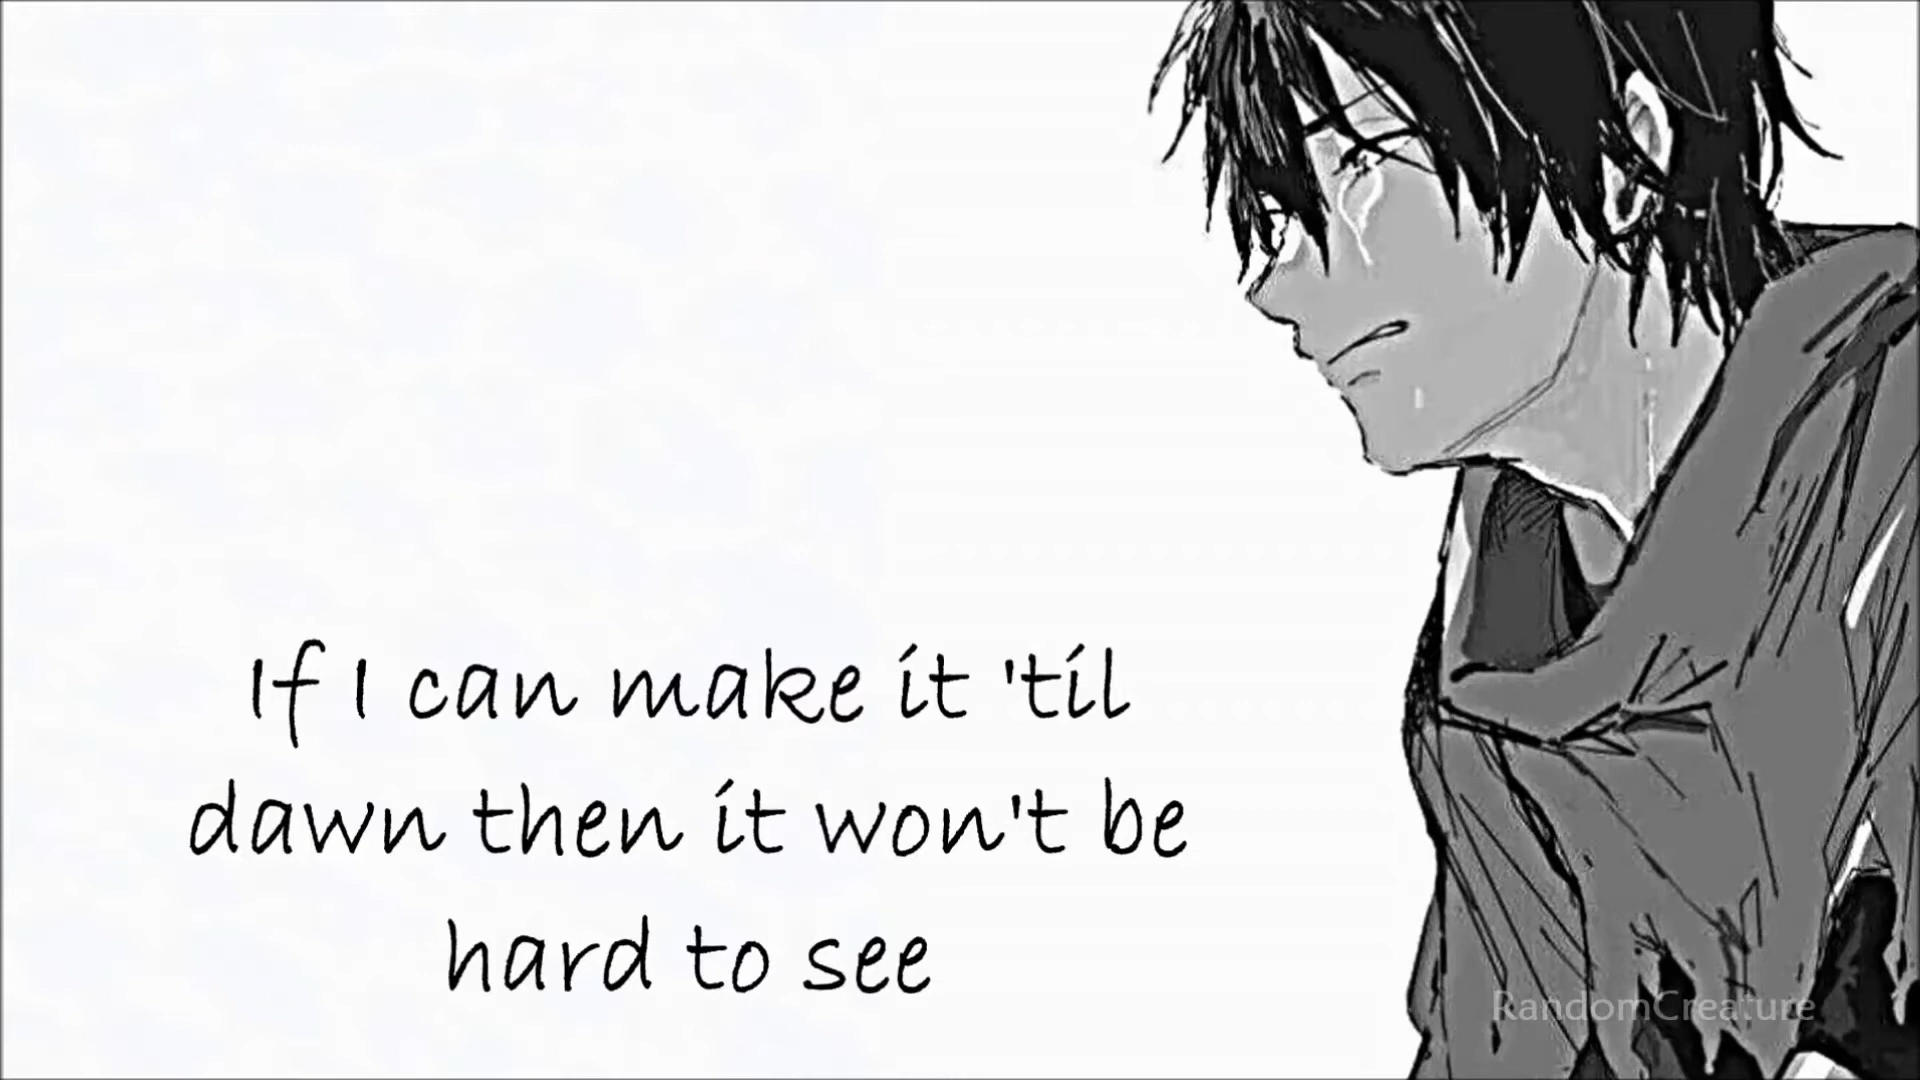 If I can make it 'til
dawn then it won't be
hard to see
RandomCreature